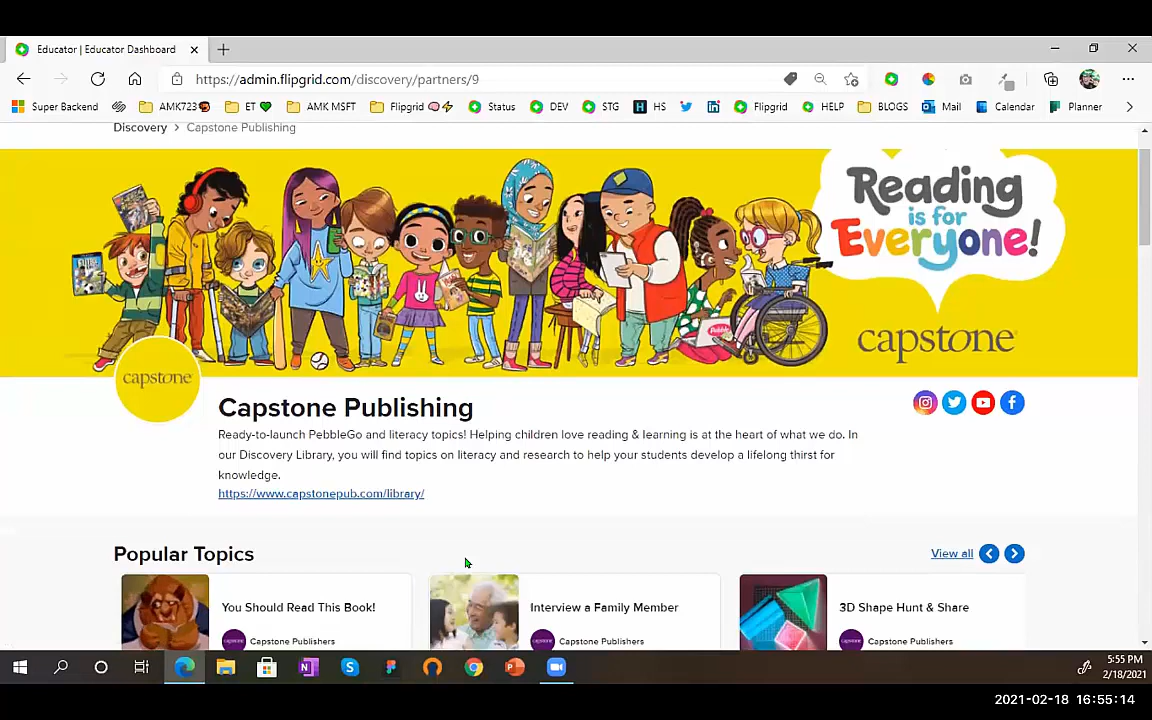 Educator | Educator Dashboard
https://admin.flipgrid.com/discovery/partners/9
Super Backend
AMK723
ET
AMK MSFT
Flipgrid
Status
DEV
STG
HS
Flipgrid
HELP
BLOGS
Mail
Calendar
Planner
Discovery > Capstone Publishing
Reading
is for
Everyone!
capstone
capstone
Capstone Publishing
Ready-to-launch PebbleGo and literacy topics! Helping children love reading & learning is at the heart of what we do. In
our Discovery Library, you will find topics on literacy and research to help your students develop a lifelong thirst for
knowledge.
https://www.capstonepub.com/library/
Popular Topics
View all
You Should Read This Book!
Capstone Publishers
Interview a Family Member
Capstone Publishers
3D Shape Hunt & Share
Capstone Publishers
5:55 PM
2/18/2021
2021-02-18 16:55:14